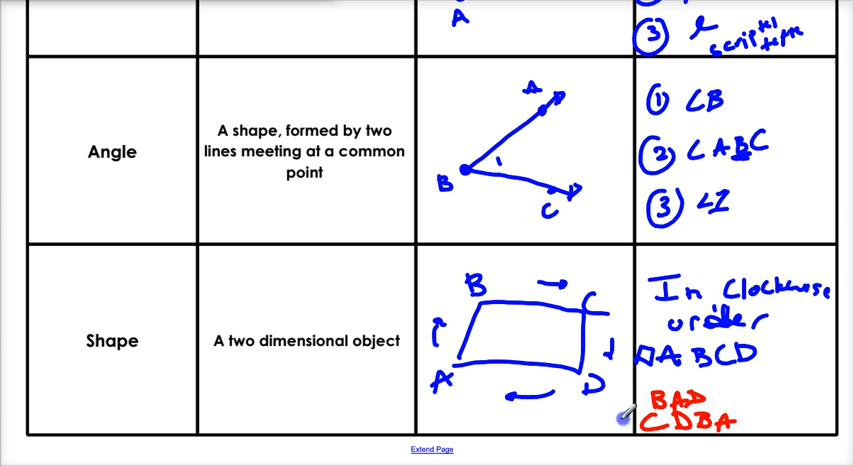 A
③ l
script type
Angle
A shape, formed by two
lines meeting at a common
point
A
1
B
C
① ∠B
② ∠ABC
③ ∠1
Shape
A two dimensional object
B
C
A
D
In Clockwise
order
▱ABCD
BAD
CDBA
Extend Page